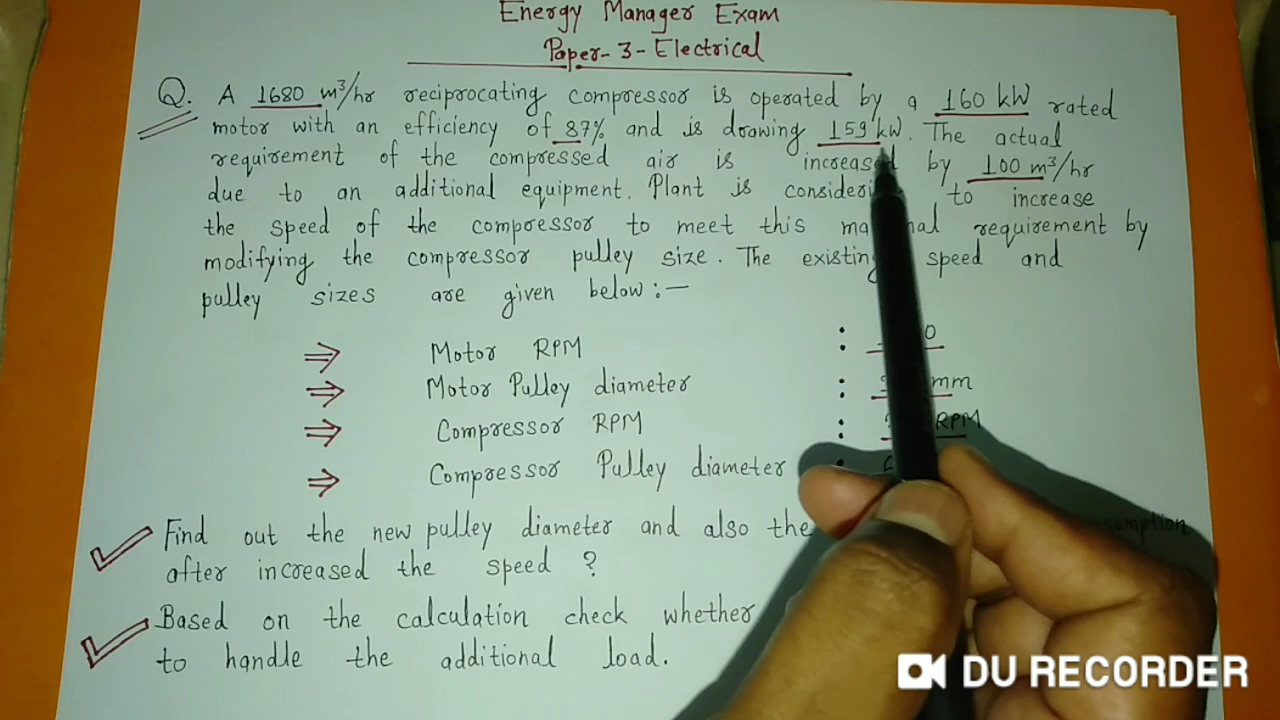 Energy Manager Exam
Paper-3-Electrical
Q. A 1680 m³/hr reciprocating compressor is operated by a 160 kW rated
motor with an efficiency of 87% and is drawing 159 kW. The actual
requirement of the compressed air is increased by 100 m³/hr
due to an additional equipment. Plant is to increase
the speed of the compressor to meet this requirement by
modifying the compressor pulley size. The existing speed and
pulley sizes are given below:-
⇒ Motor RPM :
⇒ Motor Pulley diameter : mm
⇒ Compressor RPM : RPM
⇒ Compressor Pulley diameter :
Find out the new pulley diameter and also the
after increased the speed ?
Based on the calculation check whether
to handle the additional load.
DU RECORDER